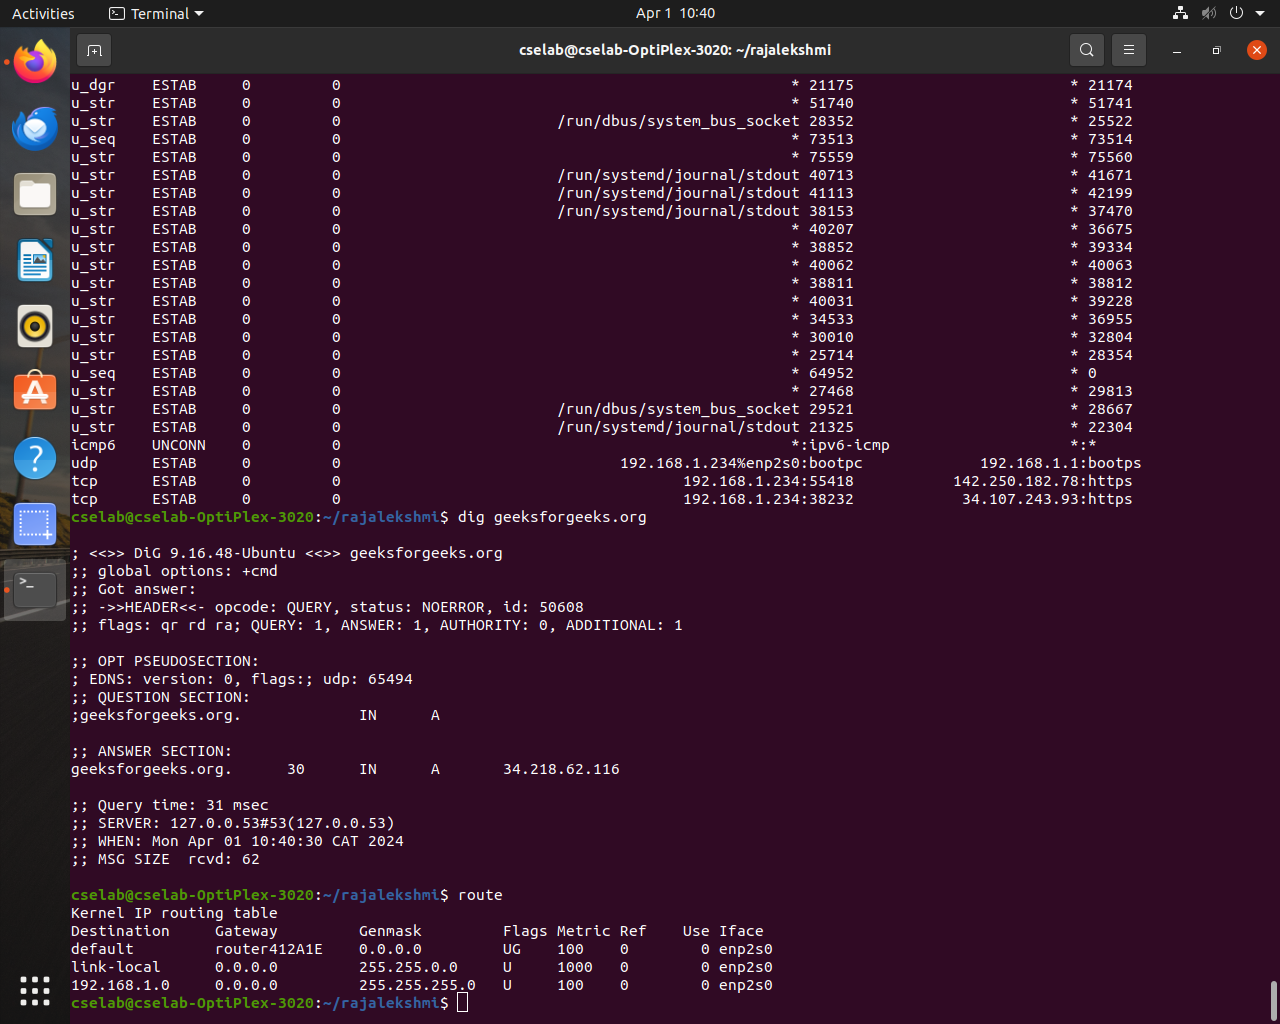 Activities Terminal Apr 1 10:40
cselab@cselab-OptiPlex-3020: ~/rajalekshmi
u_dgr ESTAB 0 0 * 21175 * 21174
u_str ESTAB 0 0 * 51740 * 51741
u_str ESTAB 0 0 /run/dbus/system_bus_socket 28352 * 25522
u_seq ESTAB 0 0 * 73513 * 73514
u_str ESTAB 0 0 * 75559 * 75560
u_str ESTAB 0 0 /run/systemd/journal/stdout 40713 * 41671
u_str ESTAB 0 0 /run/systemd/journal/stdout 41113 * 42199
u_str ESTAB 0 0 /run/systemd/journal/stdout 38153 * 37470
u_str ESTAB 0 0 * 40207 * 36675
u_str ESTAB 0 0 * 38852 * 39334
u_str ESTAB 0 0 * 40062 * 40063
u_str ESTAB 0 0 * 38811 * 38812
u_str ESTAB 0 0 * 40031 * 39228
u_str ESTAB 0 0 * 34533 * 36955
u_str ESTAB 0 0 * 30010 * 32804
u_str ESTAB 0 0 * 25714 * 28354
u_seq ESTAB 0 0 * 64952 * 0
u_str ESTAB 0 0 * 27468 * 29813
u_str ESTAB 0 0 /run/dbus/system_bus_socket 29521 * 28667
u_str ESTAB 0 0 /run/systemd/journal/stdout 21325 * 22304
icmp6 UNCONN 0 0 *:ipv6-icmp *:*
udp ESTAB 0 0 192.168.1.234%enp2s0:bootpc 192.168.1.1:bootps
tcp ESTAB 0 0 192.168.1.234:55418 142.250.182.78:https
tcp ESTAB 0 0 192.168.1.234:38232 34.107.243.93:https
cselab@cselab-OptiPlex-3020:~/rajalekshmi$ dig geeksforgeeks.org
; <<>> DiG 9.16.48-Ubuntu <<>> geeksforgeeks.org
;; global options: +cmd
;; Got answer:
;; ->>HEADER<<- opcode: QUERY, status: NOERROR, id: 50608
;; flags: qr rd ra; QUERY: 1, ANSWER: 1, AUTHORITY: 0, ADDITIONAL: 1
;; OPT PSEUDOSECTION:
; EDNS: version: 0, flags:; udp: 65494
;; QUESTION SECTION:
;geeksforgeeks.org. IN A
;; ANSWER SECTION:
geeksforgeeks.org. 30 IN A 34.218.62.116
;; Query time: 31 msec
;; SERVER: 127.0.0.53#53(127.0.0.53)
;; WHEN: Mon Apr 01 10:40:30 CAT 2024
;; MSG SIZE rcvd: 62
cselab@cselab-OptiPlex-3020:~/rajalekshmi$ route
Kernel IP routing table
Destination Gateway Genmask Flags Metric Ref Use Iface
default router412A1E 0.0.0.0 UG 100 0 0 enp2s0
link-local 0.0.0.0 255.255.0.0 U 1000 0 0 enp2s0
192.168.1.0 0.0.0.0 255.255.255.0 U 100 0 0 enp2s0
cselab@cselab-OptiPlex-3020:~/rajalekshmi$